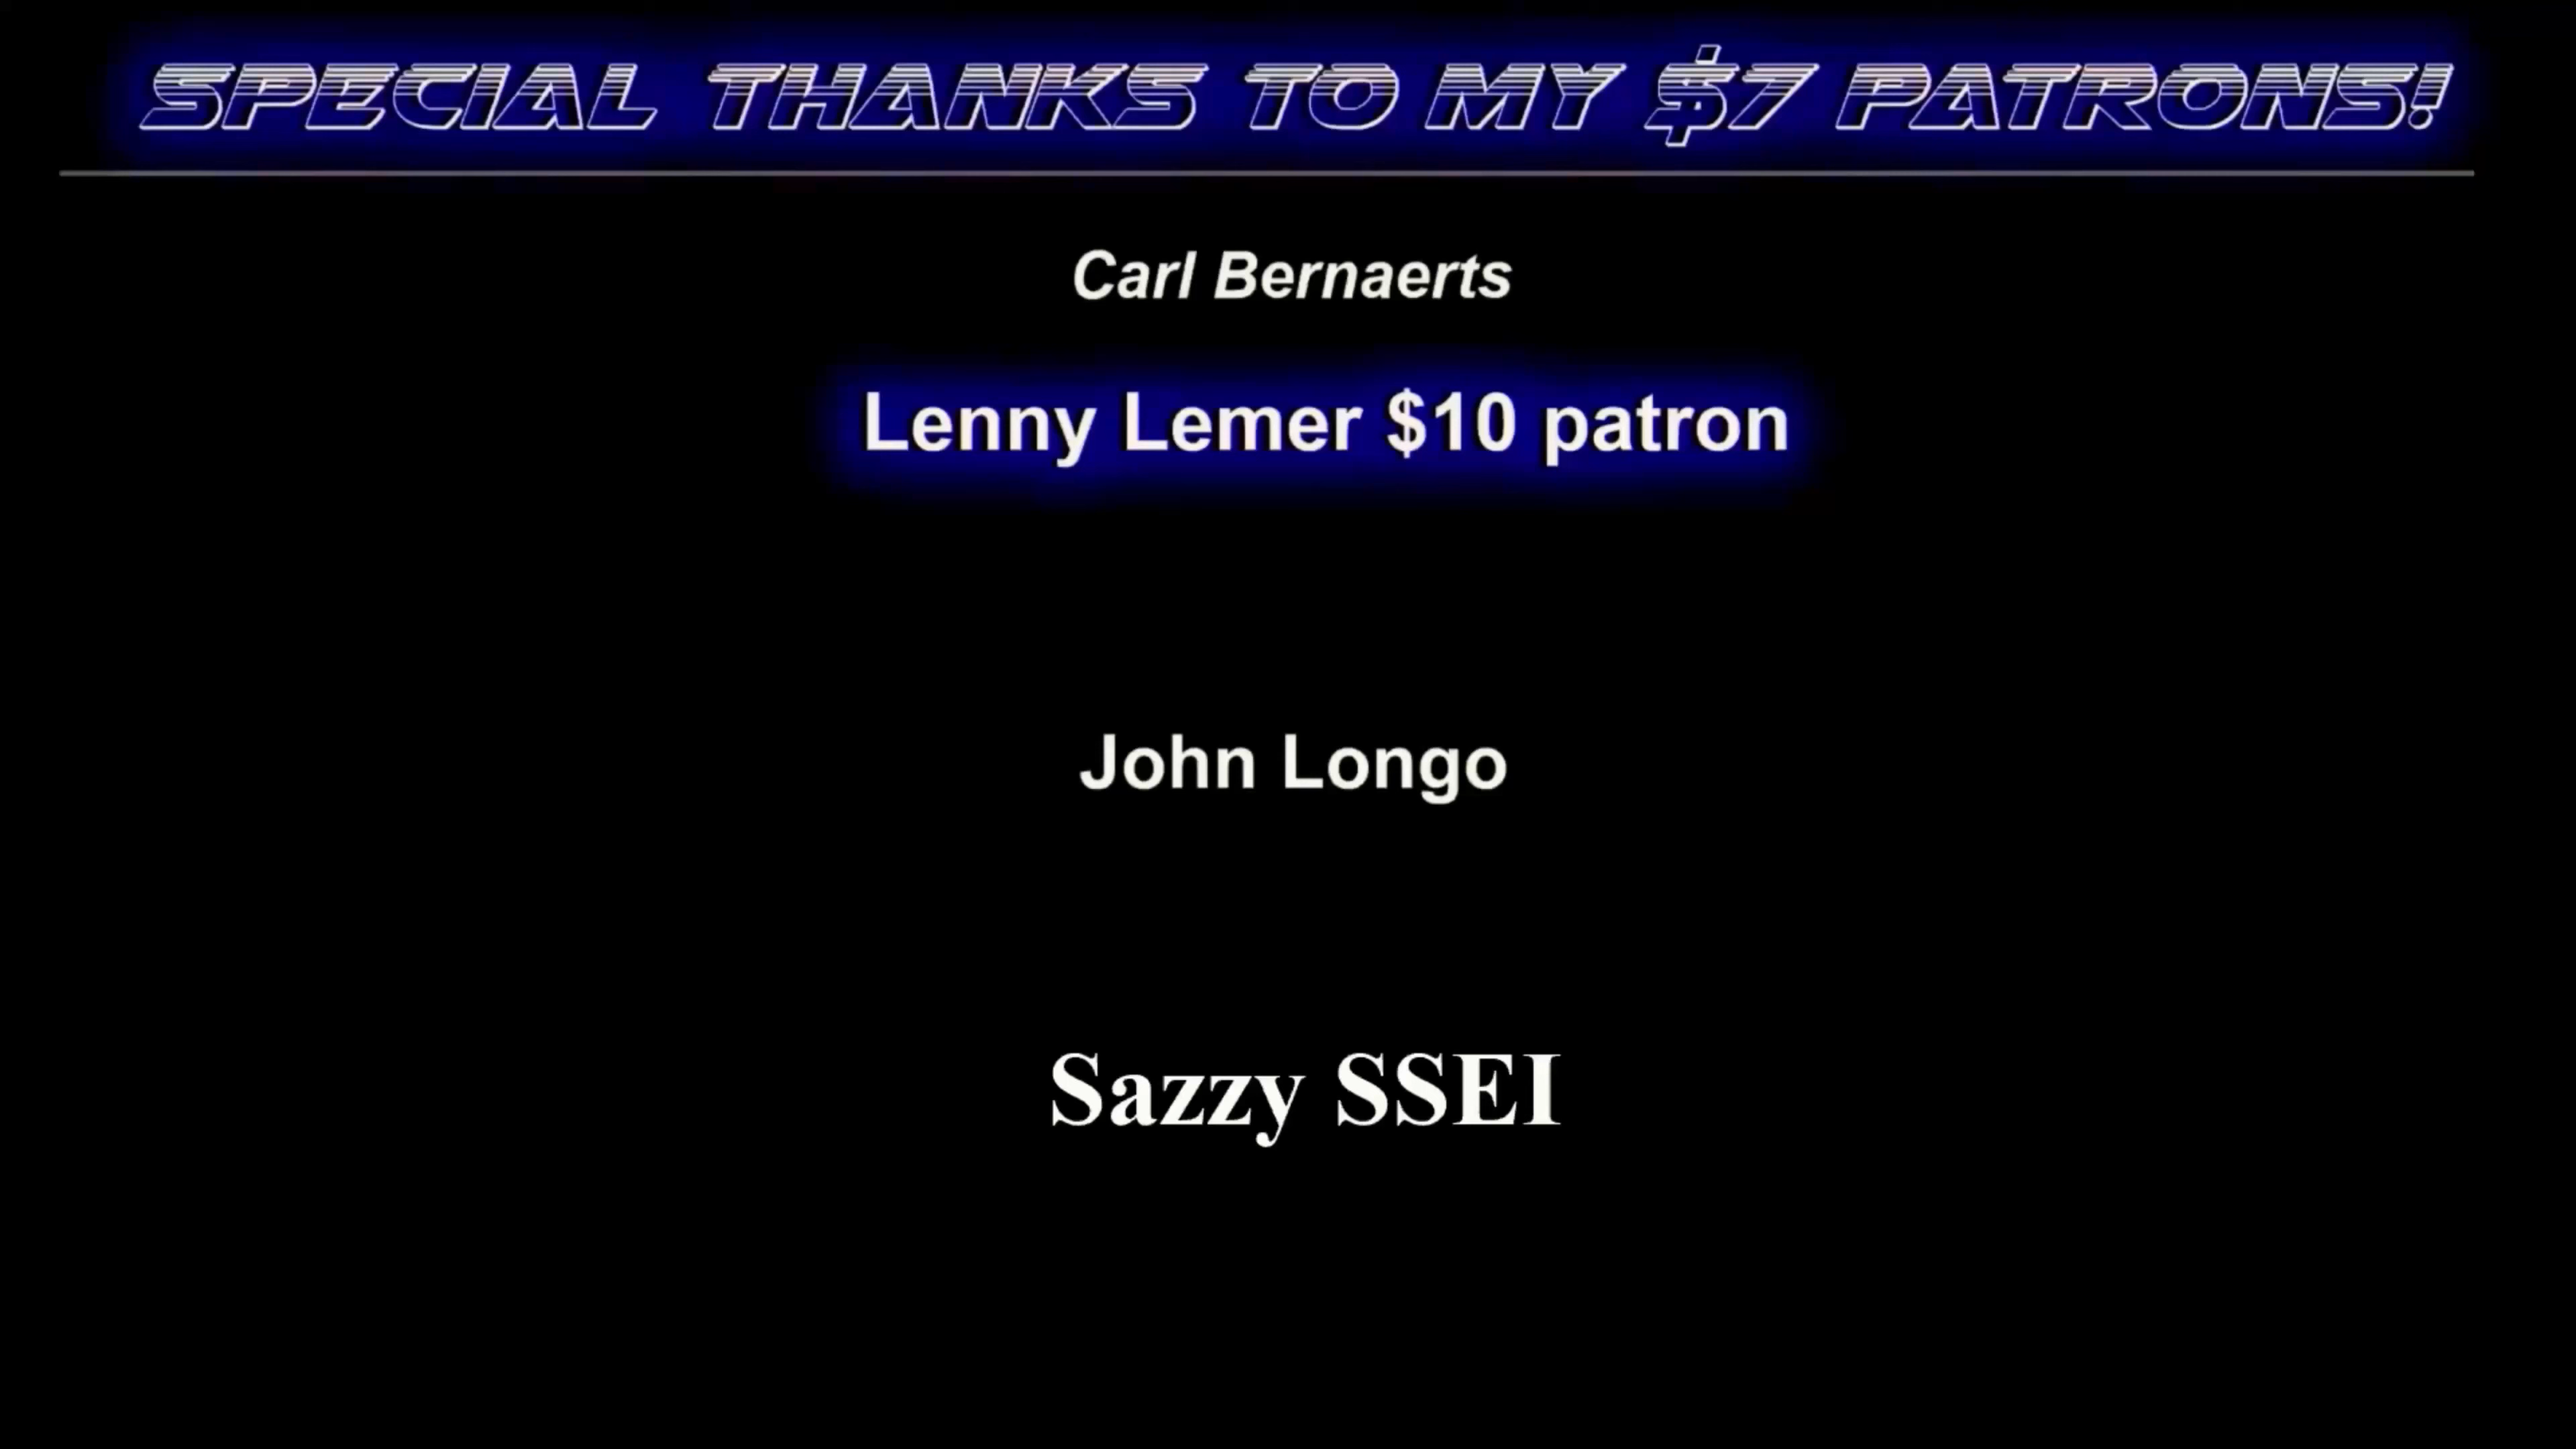 SPECIAL THANKS TO MY $7 PATRONS!
Carl Bernaerts
Lenny Lemer $10 patron
John Longo
Sazzy SSEI